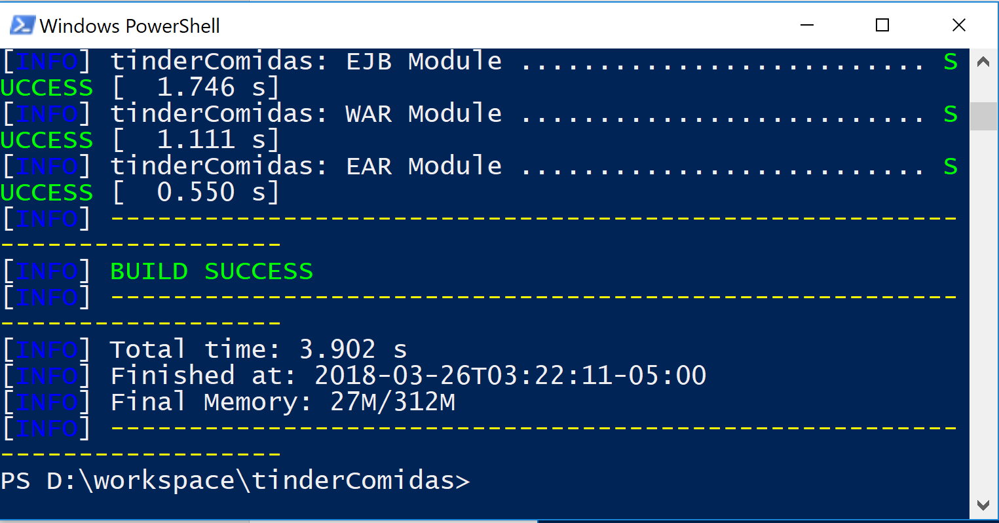 Windows PowerShell
[INFO] tinderComidas: EJB Module .......................... S
UCCESS [  1.746 s]
[INFO] tinderComidas: WAR Module .......................... S
UCCESS [  1.111 s]
[INFO] tinderComidas: EAR Module .......................... S
UCCESS [  0.550 s]
[INFO] ------------------------------------------------------
------------------
[INFO] BUILD SUCCESS
[INFO] ------------------------------------------------------
------------------
[INFO] Total time: 3.902 s
[INFO] Finished at: 2018-03-26T03:22:11-05:00
[INFO] Final Memory: 27M/312M
[INFO] ------------------------------------------------------
------------------
PS D:\workspace\tinderComidas>